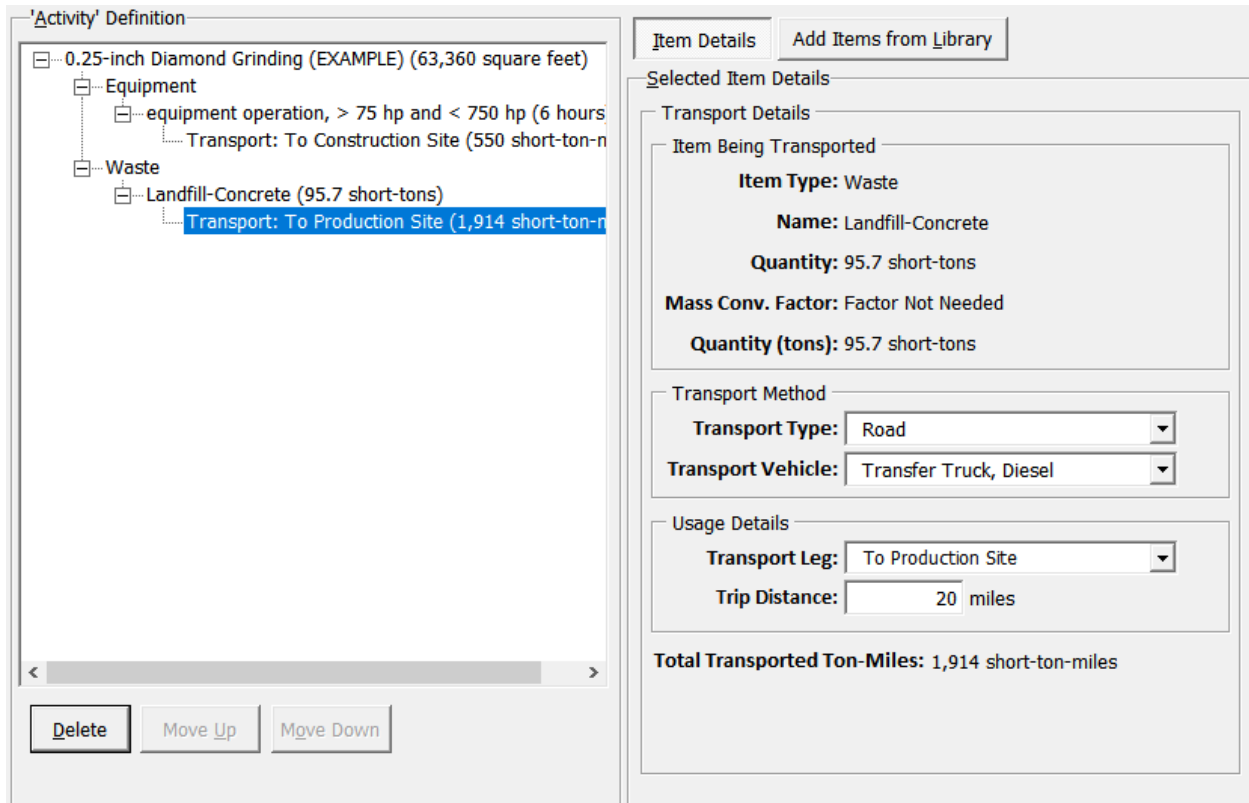 'Activity' Definition
0.25-inch Diamond Grinding (EXAMPLE) (63,360 square feet)
Equipment
equipment operation, > 75 hp and < 750 hp (6 hours)
Transport: To Construction Site (550 short-ton-m
Waste
Landfill-Concrete (95.7 short-tons)
Transport: To Production Site (1,914 short-ton-m
Delete
Move Up
Move Down
Item Details
Add Items from Library
Selected Item Details
Transport Details
Item Being Transported
Item Type: Waste
Name: Landfill-Concrete
Quantity: 95.7 short-tons
Mass Conv. Factor: Factor Not Needed
Quantity (tons): 95.7 short-tons
Transport Method
Transport Type: Road
Transport Vehicle: Transfer Truck, Diesel
Usage Details
Transport Leg: To Production Site
Trip Distance: 20 miles
Total Transported Ton-Miles: 1,914 short-ton-miles